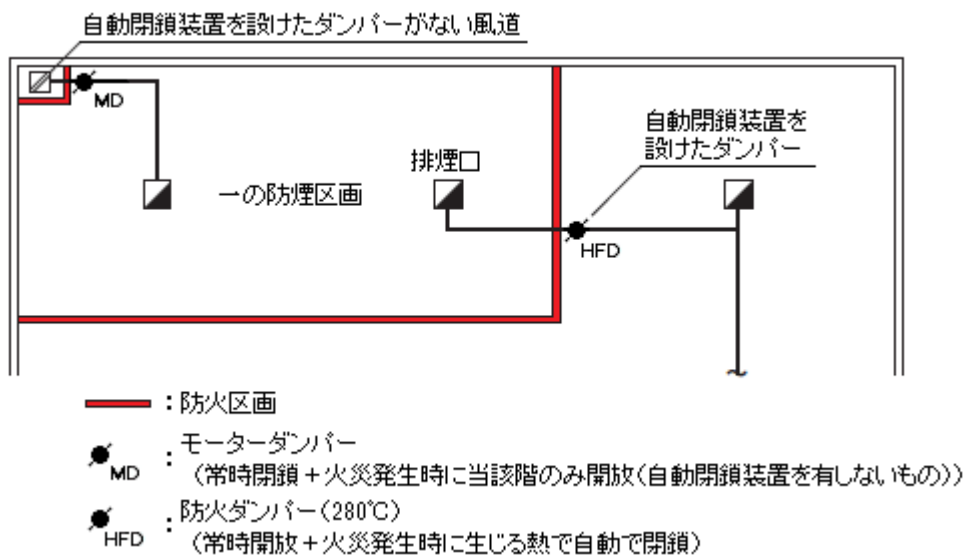 自動閉鎖装置を設けたダンパーがない風道
MD
自動閉鎖装置を
設けたダンパー
排煙口
一の防煙区画
HFD
：防火区画
MD
：モーターダンパー
（常時閉鎖＋火災発生時に当該階のみ開放（自動閉鎖装置を有しないもの））
HFD
：防火ダンパー（280℃）
（常時開放＋火災発生時に生じる熱で自動で閉鎖）